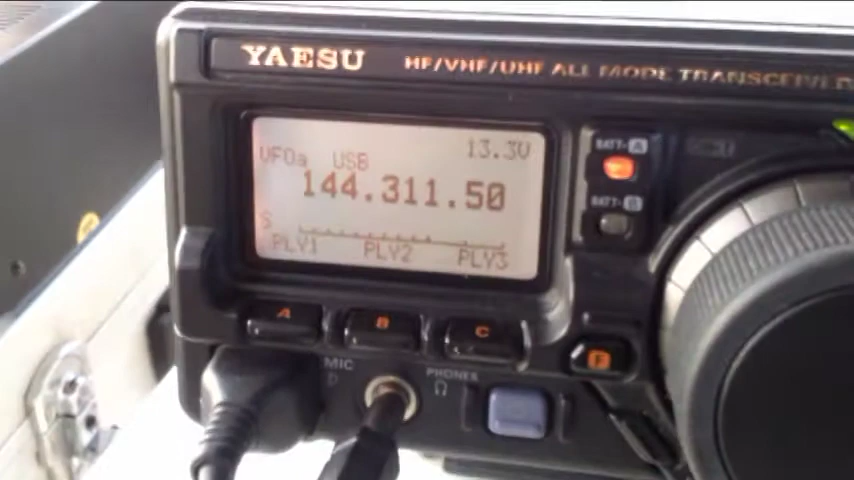 YAESU HF/VHF/UHF ALL MODE TRANSCEIVER
VFOa USB 13.3V
144.311.50
S
PLY1 PLY2 PLY3
BATT-A
BATT-B
A B C
F
MIC PHONES